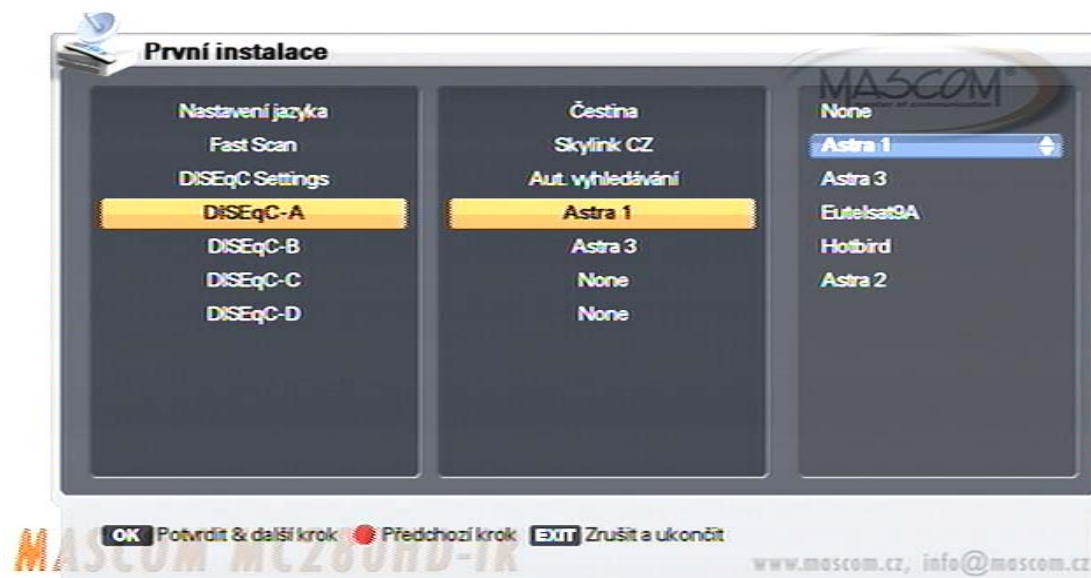 První instalace
MASCOM®
Nastavení jazyka Čestina None
Fast Scan Skylink CZ Astra 1
DISEqC Settings Aut. vyhledávání Astra 3
DISEqC-A Astra 1 Eutelsat9A
DISEqC-B Astra 3 Hotbird
DISEqC-C None Astra 2
DISEqC-D None
OK Potvrdit & další krok Předchozí krok EXIT Zrušit a ukončit
MASCOM MC280HD-IR
www.mascom.cz, info@mascom.cz